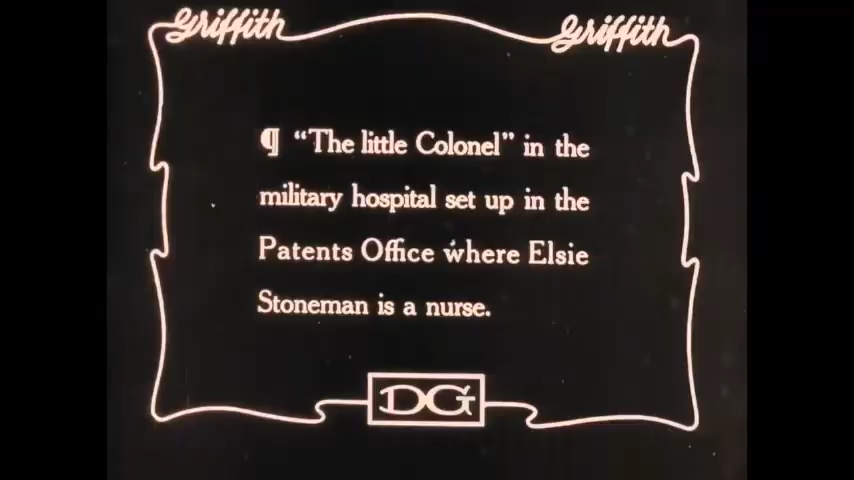 Griffith Griffith
¶ “The little Colonel” in the
military hospital set up in the
Patents Office where Elsie
Stoneman is a nurse.
DG